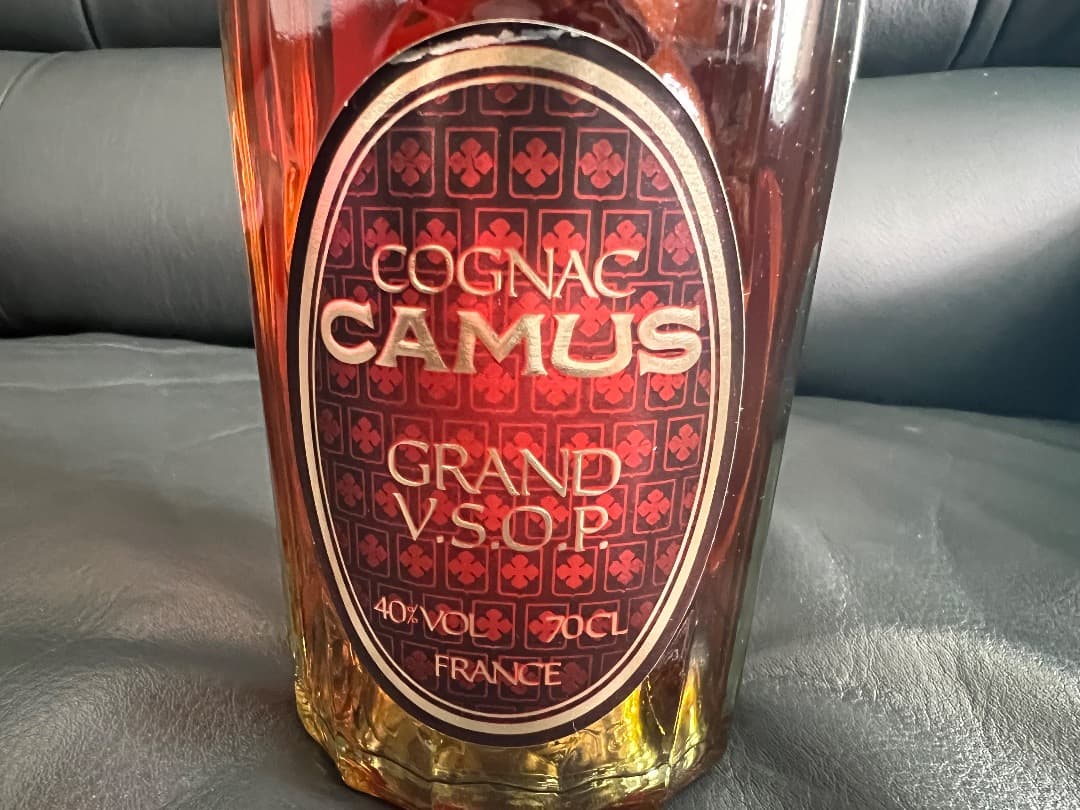 COGNAC
CAMUS
GRAND
V.S.O.P.
40% VOL 70CL
FRANCE